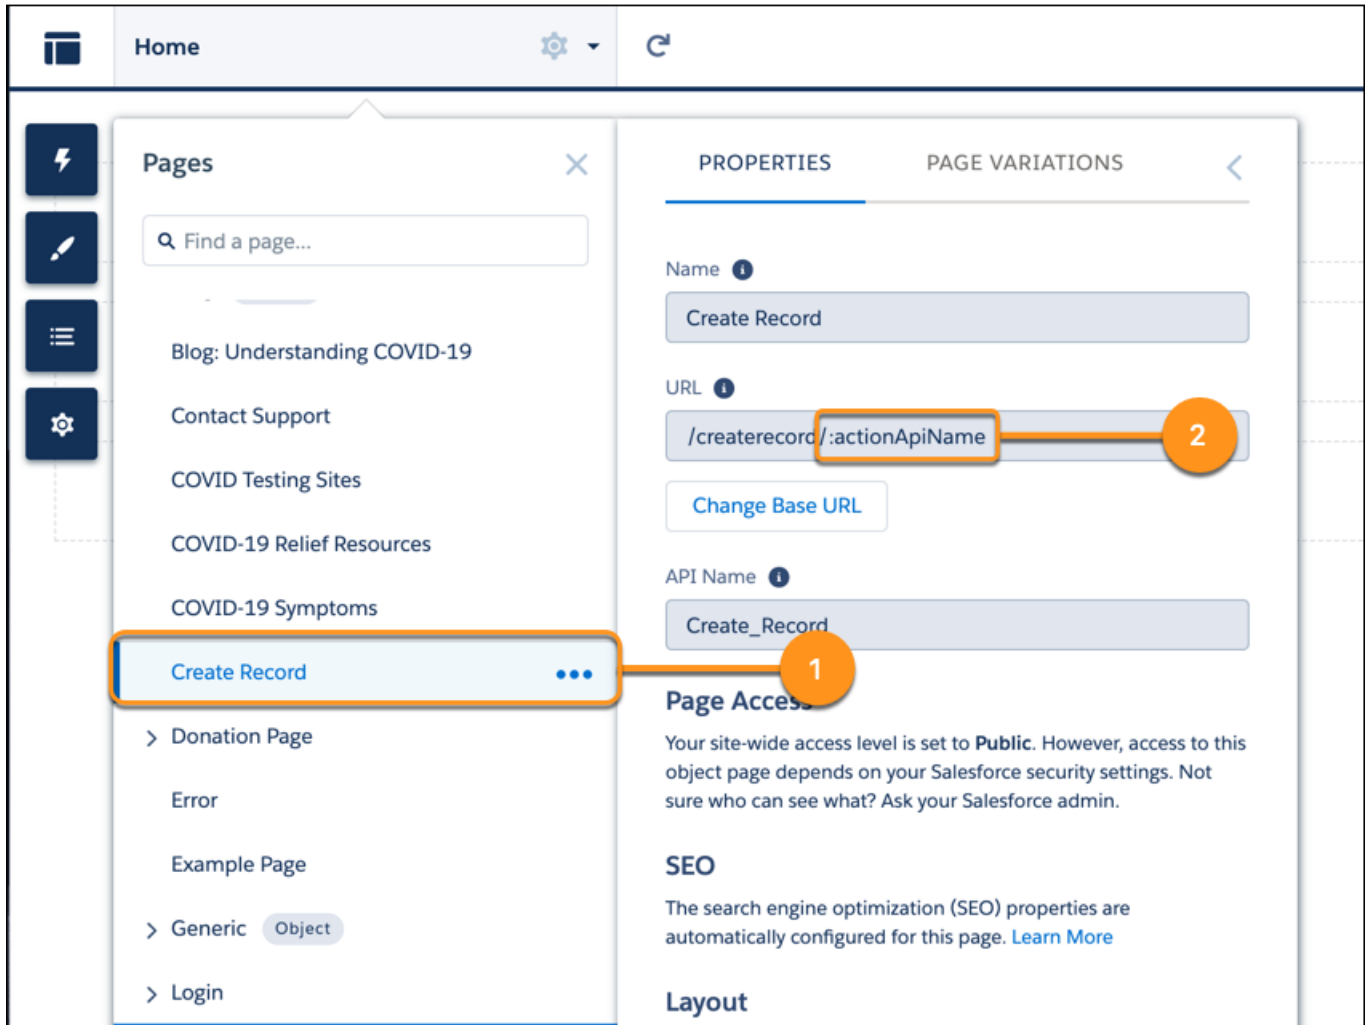 Home
Pages
Find a page...
Blog: Understanding COVID-19
Contact Support
COVID Testing Sites
COVID-19 Relief Resources
COVID-19 Symptoms
Create Record
1
Donation Page
Error
Example Page
Generic Object
Login
PROPERTIES PAGE VARIATIONS
Name
Create Record
URL
/createrecord/:actionApiName
2
Change Base URL
API Name
Create_Record
Page Access
Your site-wide access level is set to Public. However, access to this
object page depends on your Salesforce security settings. Not
sure who can see what? Ask your Salesforce admin.
SEO
The search engine optimization (SEO) properties are
automatically configured for this page. Learn More
Layout